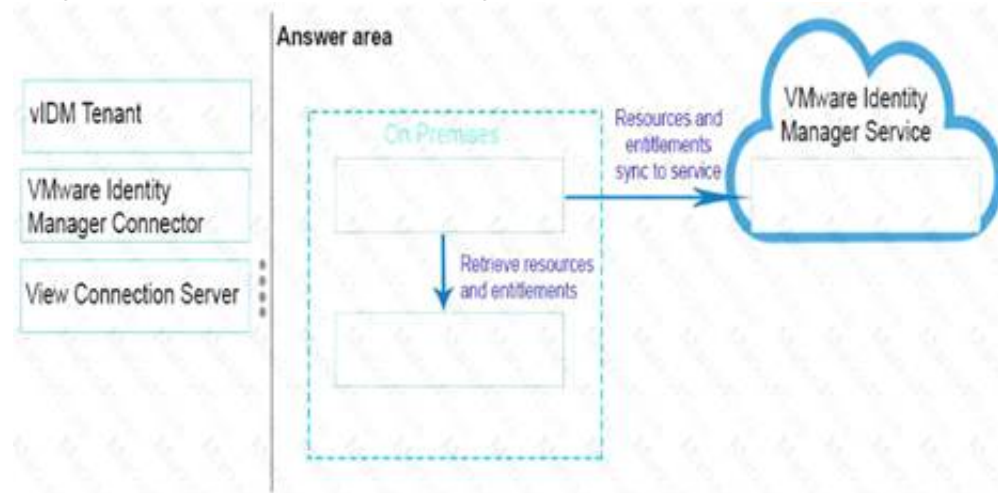 Answer area
vIDM Tenant
VMware Identity
Manager Connector
View Connection Server
On Premises
Resources and
entitlements
sync to service
Retrieve resources
and entitlements
VMware Identity
Manager Service